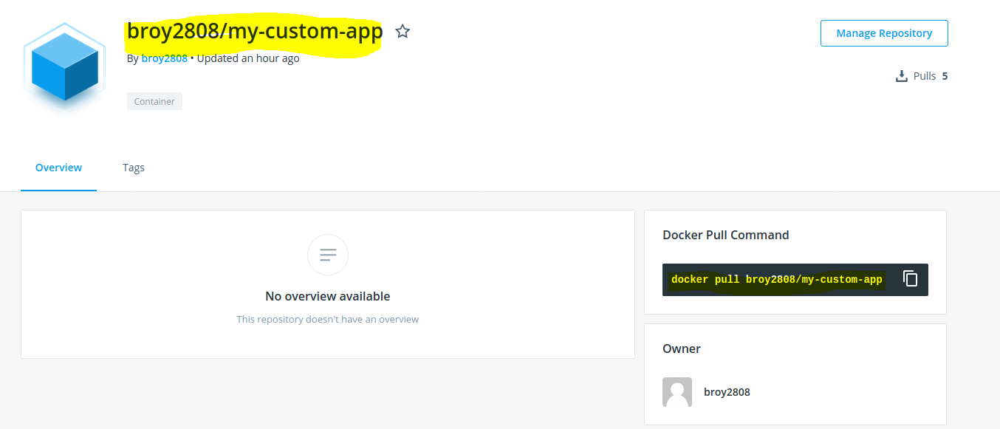 broy2808/my-custom-app
Manage Repository
By broy2808 • Updated an hour ago
Pulls 5
Container
Overview
Tags
No overview available
This repository doesn't have an overview
Docker Pull Command
docker pull broy2808/my-custom-app
Owner
broy2808